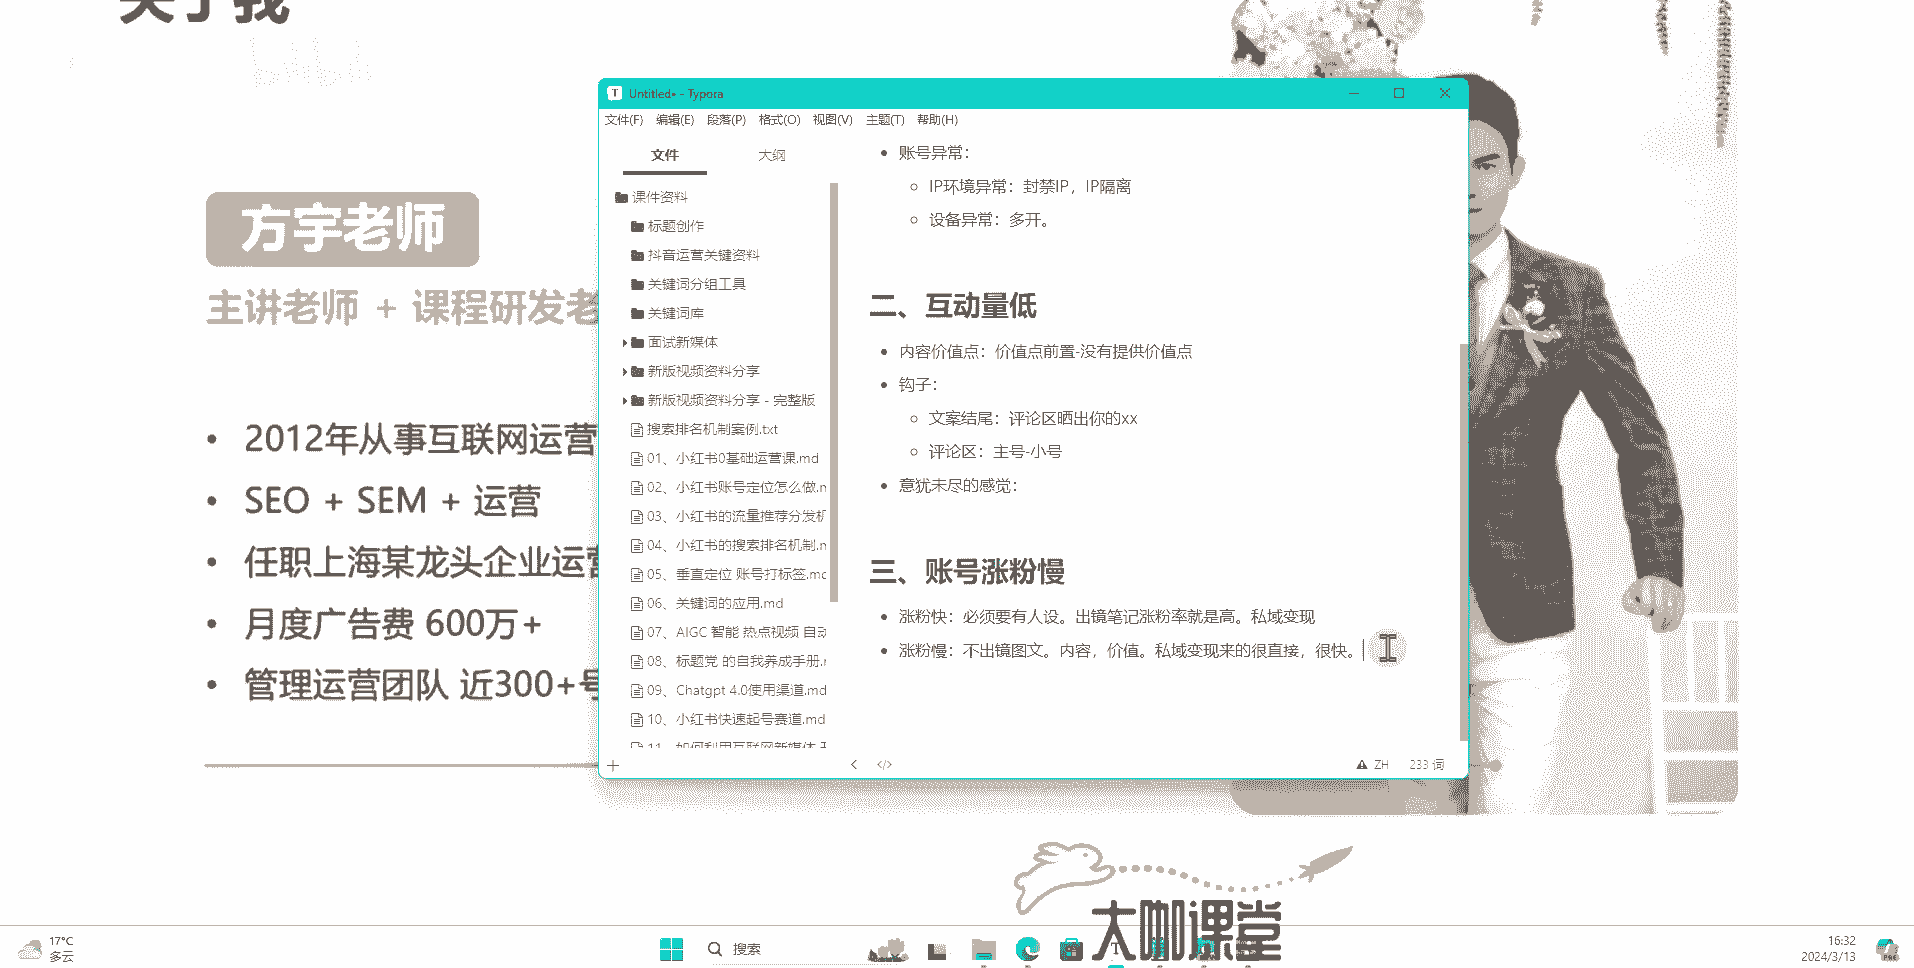 关于我
bilibili
方宇老师
主讲老师 + 课程研发老
2012年从事互联网运营
SEO + SEM + 运营
任职上海某龙头企业运营
月度广告费 600万+
管理运营团队 近300+号
Untitled• - Typora
文件(F) 编辑(E) 段落(P) 格式(O) 视图(V) 主题(T) 帮助(H)
文件 大纲
课件资料
标题创作
抖音运营关键资料
关键词分组工具
关键词库
面试新媒体
新版视频资料分享
新版视频资料分享 - 完整版
搜索排名机制案例.txt
01、小红书0基础运营课.md
02、小红书账号定位怎么做.m
03、小红书的流量推荐分发机
04、小红书的搜索排名机制.m
05、垂直定位 账号打标签.md
06、关键词的应用.md
07、AIGC 智能 热点视频 自动
08、标题党 的自我养成手册.m
09、Chatgpt 4.0使用渠道.md
10、小红书快速起号赛道.md
11、如何利用互联网新媒体
账号异常：
IP环境异常：封禁IP，IP隔离
设备异常：多开。
二、互动量低
内容价值点：价值点前置-没有提供价值点
钩子：
文案结尾：评论区晒出你的xx
评论区：主号-小号
意犹未尽的感觉：
三、账号涨粉慢
涨粉快：必须要有人设。出镜笔记涨粉率就是高。私域变现
涨粉慢：不出镜图文。内容，价值。私域变现来的很直接，很快。
ZH 233 词
大咖课堂
17°C
多云
搜索
16:32
2024/3/13